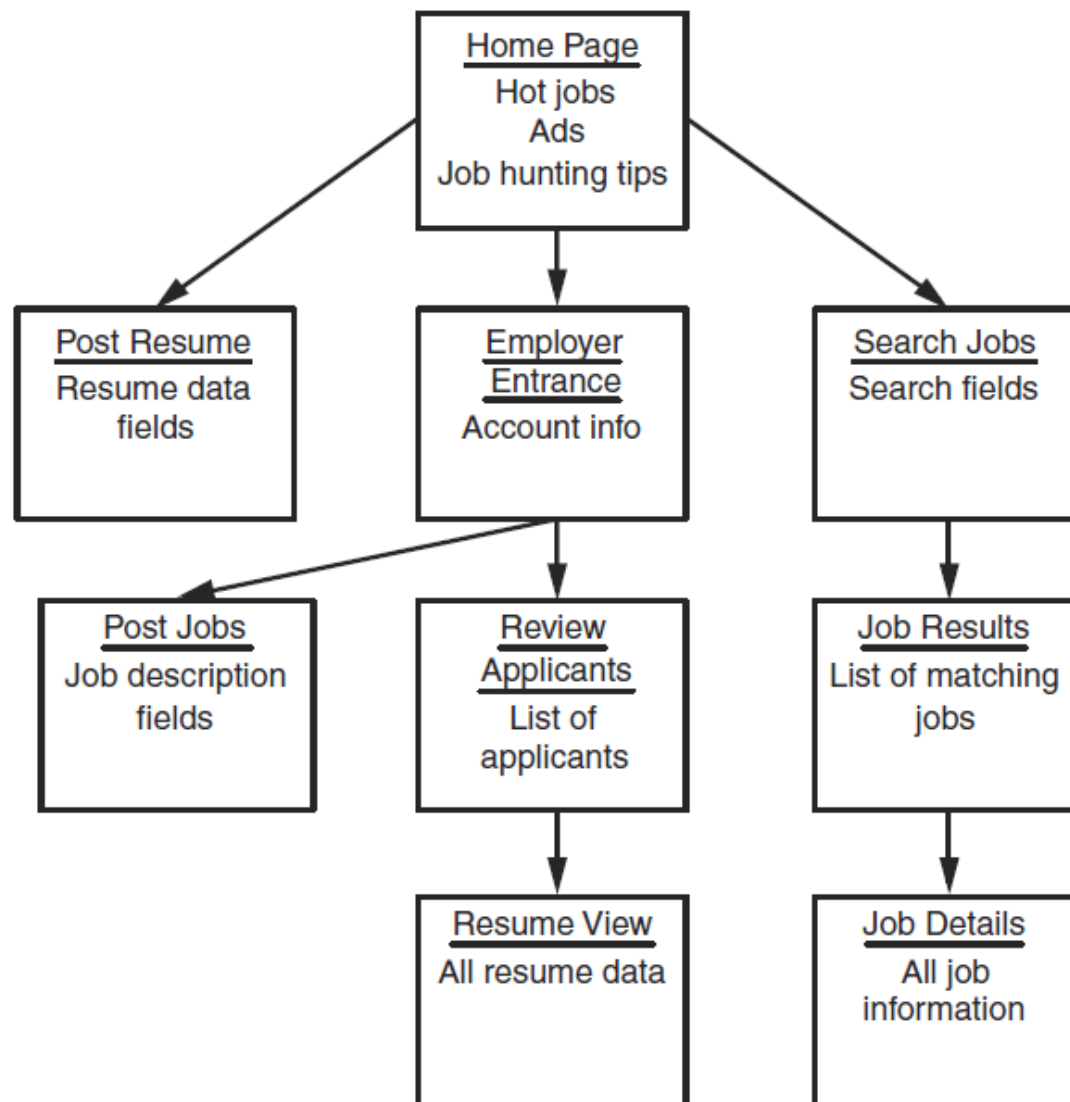 Home Page
Hot jobs
Ads
Job hunting tips
Post Resume
Resume data
fields
Employer
Entrance
Account info
Search Jobs
Search fields
Post Jobs
Job description
fields
Review
Applicants
List of
applicants
Job Results
List of matching
jobs
Resume View
All resume data
Job Details
All job
information